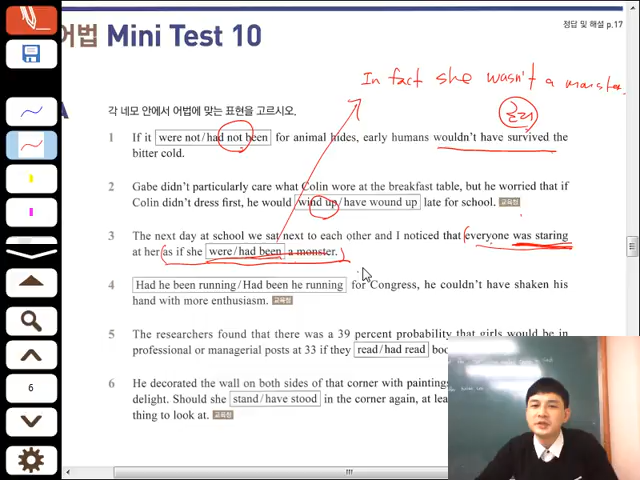 어법 Mini Test 10
정답 및 해설 p.17
In fact she wasn't a monster.
각 네모 안에서 어법에 맞는 표현을 고르시오.
1 If it were not / had not been for animal hides, early humans wouldn't have survived the
bitter cold.
2 Gabe didn't particularly care what Colin wore at the breakfast table, but he worried that if
Colin didn't dress first, he would wind up / have wound up late for school. 교육청
3 The next day at school we sat next to each other and I noticed that everyone was staring
at her as if she were / had been a monster.
4 Had he been running / Had been he running for Congress, he couldn't have shaken his
hand with more enthusiasm. 교육청
5 The researchers found that there was a 39 percent probability that girls would be in
professional or managerial posts at 33 if they read / had read
6 He decorated the wall on both sides of that corner with paintings
delight. Should she stand / have stood in the corner again, at
thing to look at. 교육청
6